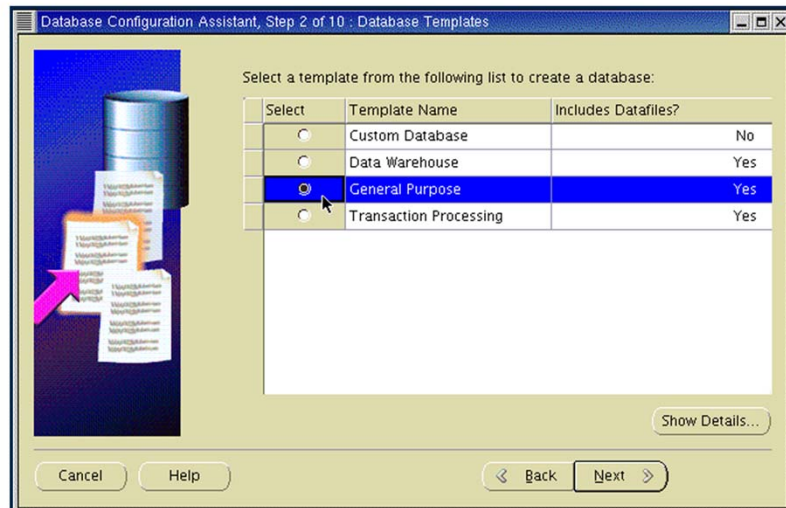 Database Configuration Assistant, Step 2 of 10 : Database Templates
Select a template from the following list to create a database:
Select Template Name Includes Datafiles?
Custom Database No
Data Warehouse Yes
General Purpose Yes
Transaction Processing Yes
Show Details...
Cancel Help Back Next